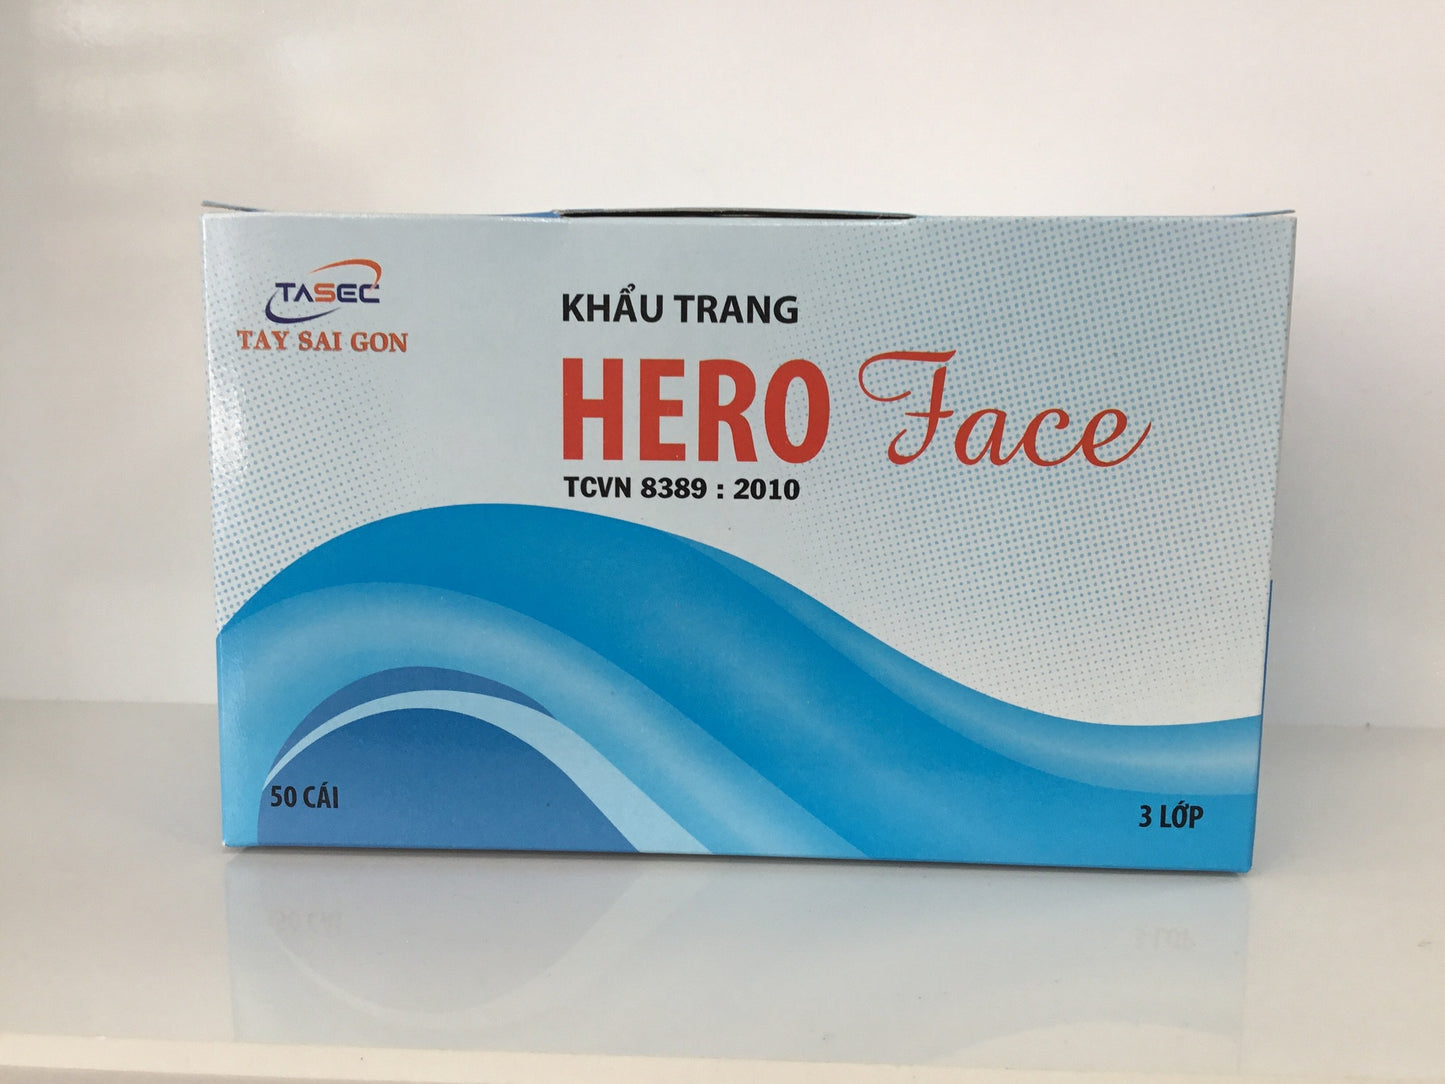 TASEC
TAY SAI GON
KHẨU TRANG
HERO Face
TCVN 8389 : 2010
50 CÁI
3 LỚP